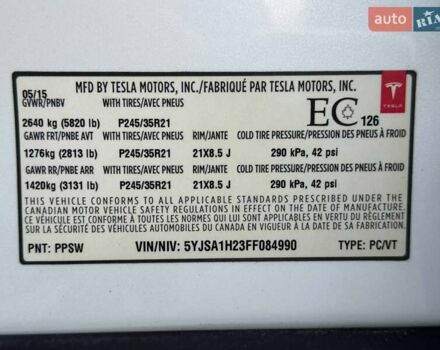 auto RIA
MFD BY TESLA MOTORS, INC./FABRIQUÉ PAR TESLA MOTORS, INC.
05/15
GVWR/PNBV WITH TIRES/AVEC PNEUS
2640 kg (5820 lb) P245/35R21 EC 126
TESLA
GAWR FRT/PNBE AVT WITH TIRES/AVEC PNEUS RIM/JANTE COLD TIRE PRESSURE/PRESSION DES PNEUS À FROID
1276kg (2813 lb) P245/35R21 21X8.5 J 290 kPa, 42 psi
GAWR RR/PNBE ARR WITH TIRES/AVEC PNEUS RIM/JANTE COLD TIRE PRESSURE/PRESSION DES PNEUS À FROID
1420kg (3131 lb) P245/35R21 21X8.5 J 290 kPa, 42 psi
THIS VEHICLE CONFORMS TO ALL APPLICABLE STANDARDS PRESCRIBED UNDER THE
CANADIAN MOTOR VEHICLE SAFETY REGULATIONS IN EFFECT ON THE DATE OF MANUFACTURE.
CE VÉHICULE EST CONFORME À TOUTES LES NORMES QUI LUI SONT APPLICABLES EN VERTU DU RÈGLEMENT
SUR LA SÉCURITÉ DES VÉHICULES AUTOMOBILES DU CANADA EN VIGUEUR À LA DATE DE SA FABRICATION.
PNT: PPSW VIN/NIV: 5YJSA1H23FF084990 TYPE: PC/VT